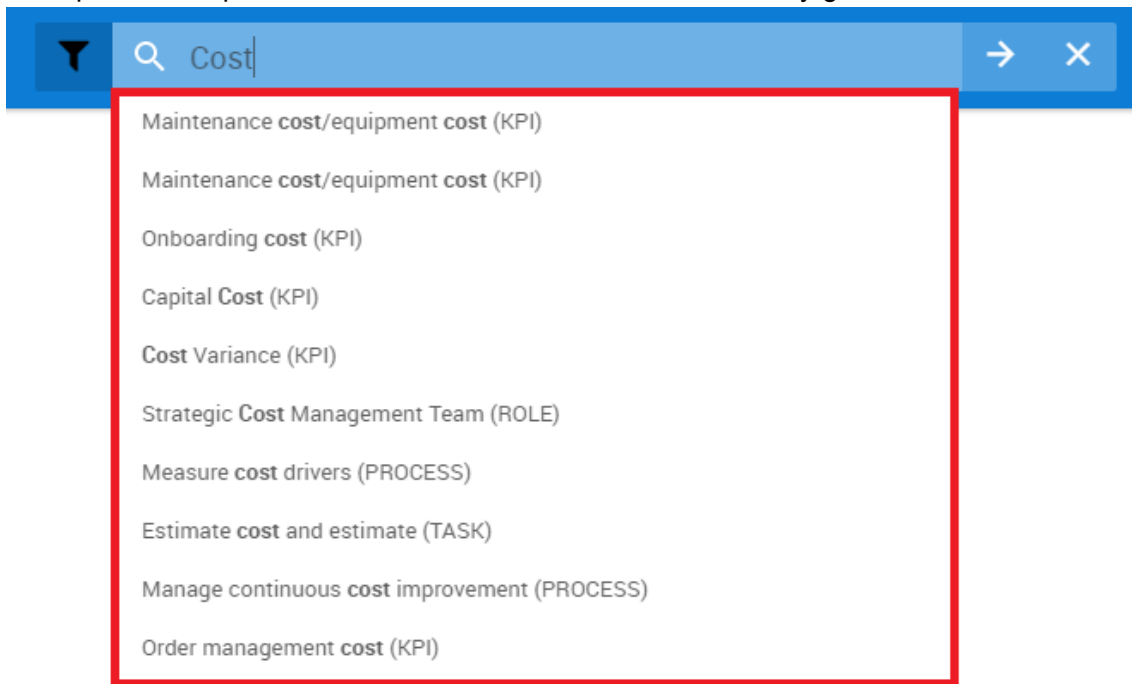 Cost
Maintenance cost/equipment cost (KPI)
Maintenance cost/equipment cost (KPI)
Onboarding cost (KPI)
Capital Cost (KPI)
Cost Variance (KPI)
Strategic Cost Management Team (ROLE)
Measure cost drivers (PROCESS)
Estimate cost and estimate (TASK)
Manage continuous cost improvement (PROCESS)
Order management cost (KPI)